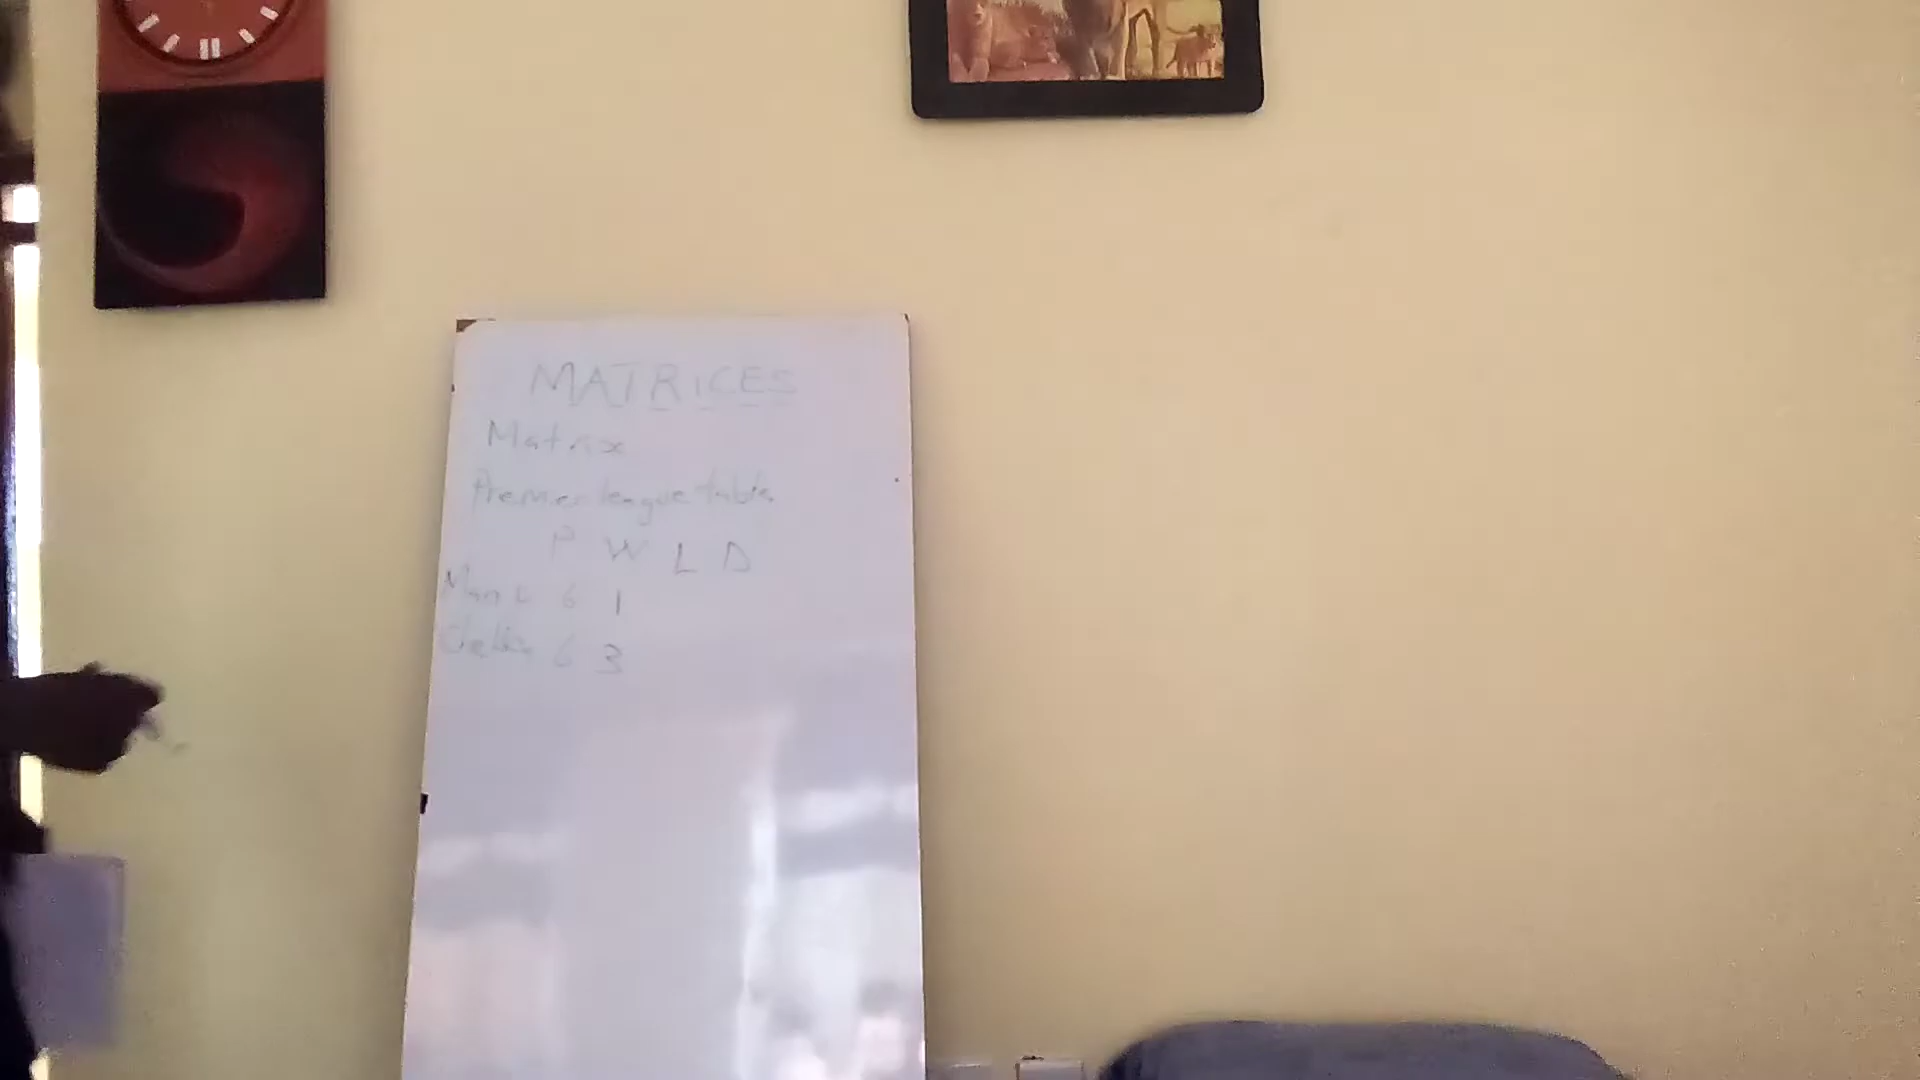 MATRICES
Matrix
Premier league table
P W L D
Man U 6 1
Chelsea 6 3